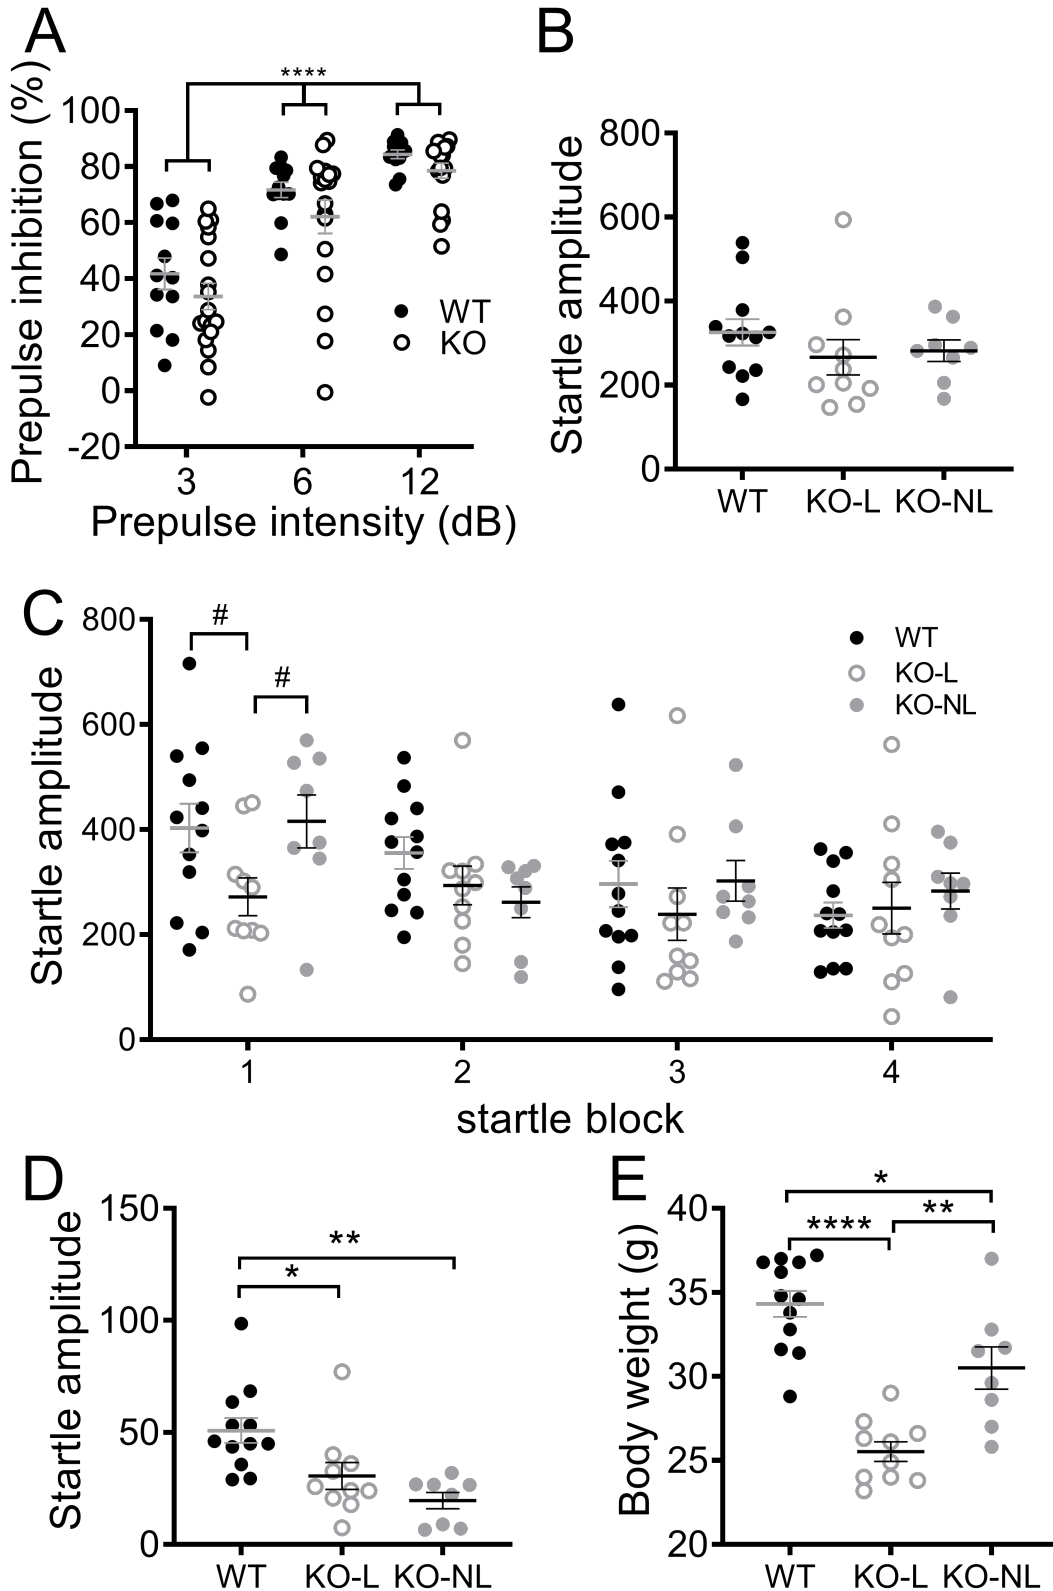 A
Prepulse inhibition (%)
100
80
60
40
20
0
-20
****
WT
KO
3 6 12
Prepulse intensity (dB)
B
Startle amplitude
800
600
400
200
0
WT KO-L KO-NL
C
Startle amplitude
800
600
400
200
0
#
#
WT
KO-L
KO-NL
1 2 3 4
startle block
D
Startle amplitude
150
100
50
0
**
*
WT KO-L KO-NL
E
Body weight (g)
40
35
30
25
20
*
**** **
WT KO-L KO-NL